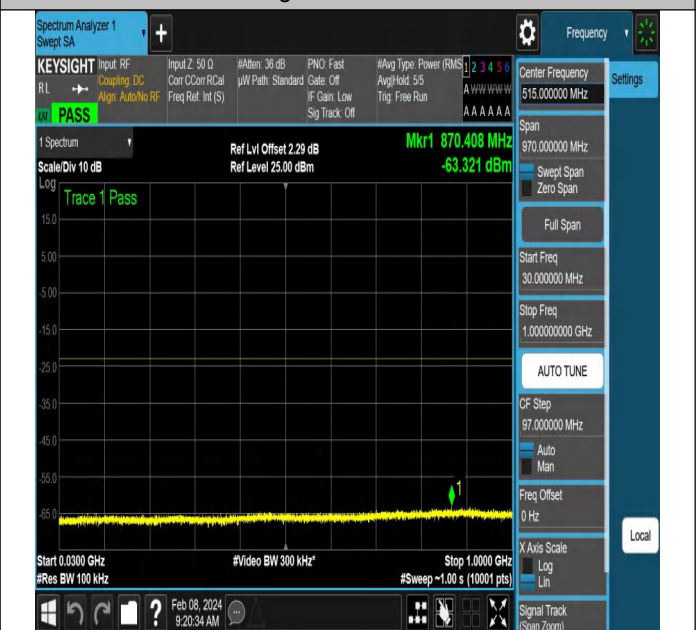 Spectrum Analyzer 1
Swept SA
Frequency
KEYSIGHT
RL
PASS
Input: RF
Coupling: DC
Align: Auto/No RF
Input Z: 50 Ω
Corr CCorr RCal
Freq Ref: Int (S)
#Atten: 36 dB
µW Path: Standard
PNO: Fast
Gate: Off
IF Gain: Low
Sig Track: Off
#Avg Type: Power (RMS
Avg|Hold: 5/5
Trig: Free Run
1 2 3 4 5 6
A W W W W W
A A A A A A
1 Spectrum
Scale/Div 10 dB
Ref Lvl Offset 2.29 dB
Ref Level 25.00 dBm
Mkr1 870.408 MHz
-63.321 dBm
Log
Trace 1 Pass
15.0
5.00
-5.00
-15.0
-25.0
-35.0
-45.0
-55.0
-65.0
1
Start 0.0300 GHz
#Res BW 100 kHz
#Video BW 300 kHz*
Stop 1.0000 GHz
#Sweep ~1.00 s (10001 pts)
Feb 08, 2024
9:20:34 AM
Center Frequency
515.000000 MHz
Settings
Span
970.000000 MHz
Swept Span
Zero Span
Full Span
Start Freq
30.000000 MHz
Stop Freq
1.000000000 GHz
AUTO TUNE
CF Step
97.000000 MHz
Auto
Man
Freq Offset
0 Hz
X Axis Scale
Log
Lin
Local
Signal Track
(Span Zoom)